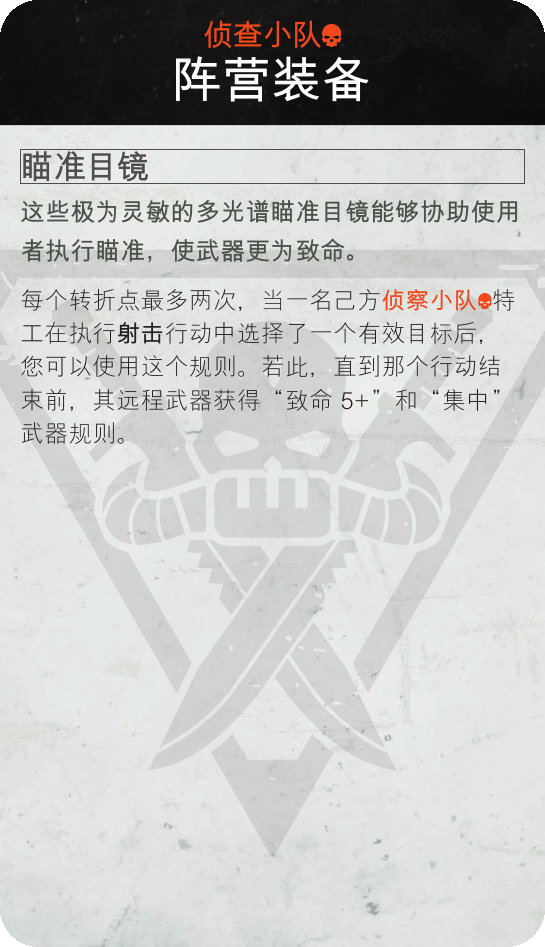 侦查小队
阵营装备
瞄准目镜
这些极为灵敏的多光谱瞄准目镜能够协助使用
者执行瞄准，使武器更为致命。
每个转折点最多两次，当一名己方侦察小队特
工在执行射击行动中选择了一个有效目标后，
您可以使用这个规则。若此，直到那个行动结
束前，其远程武器获得“致命 5+”和“集中”
武器规则。